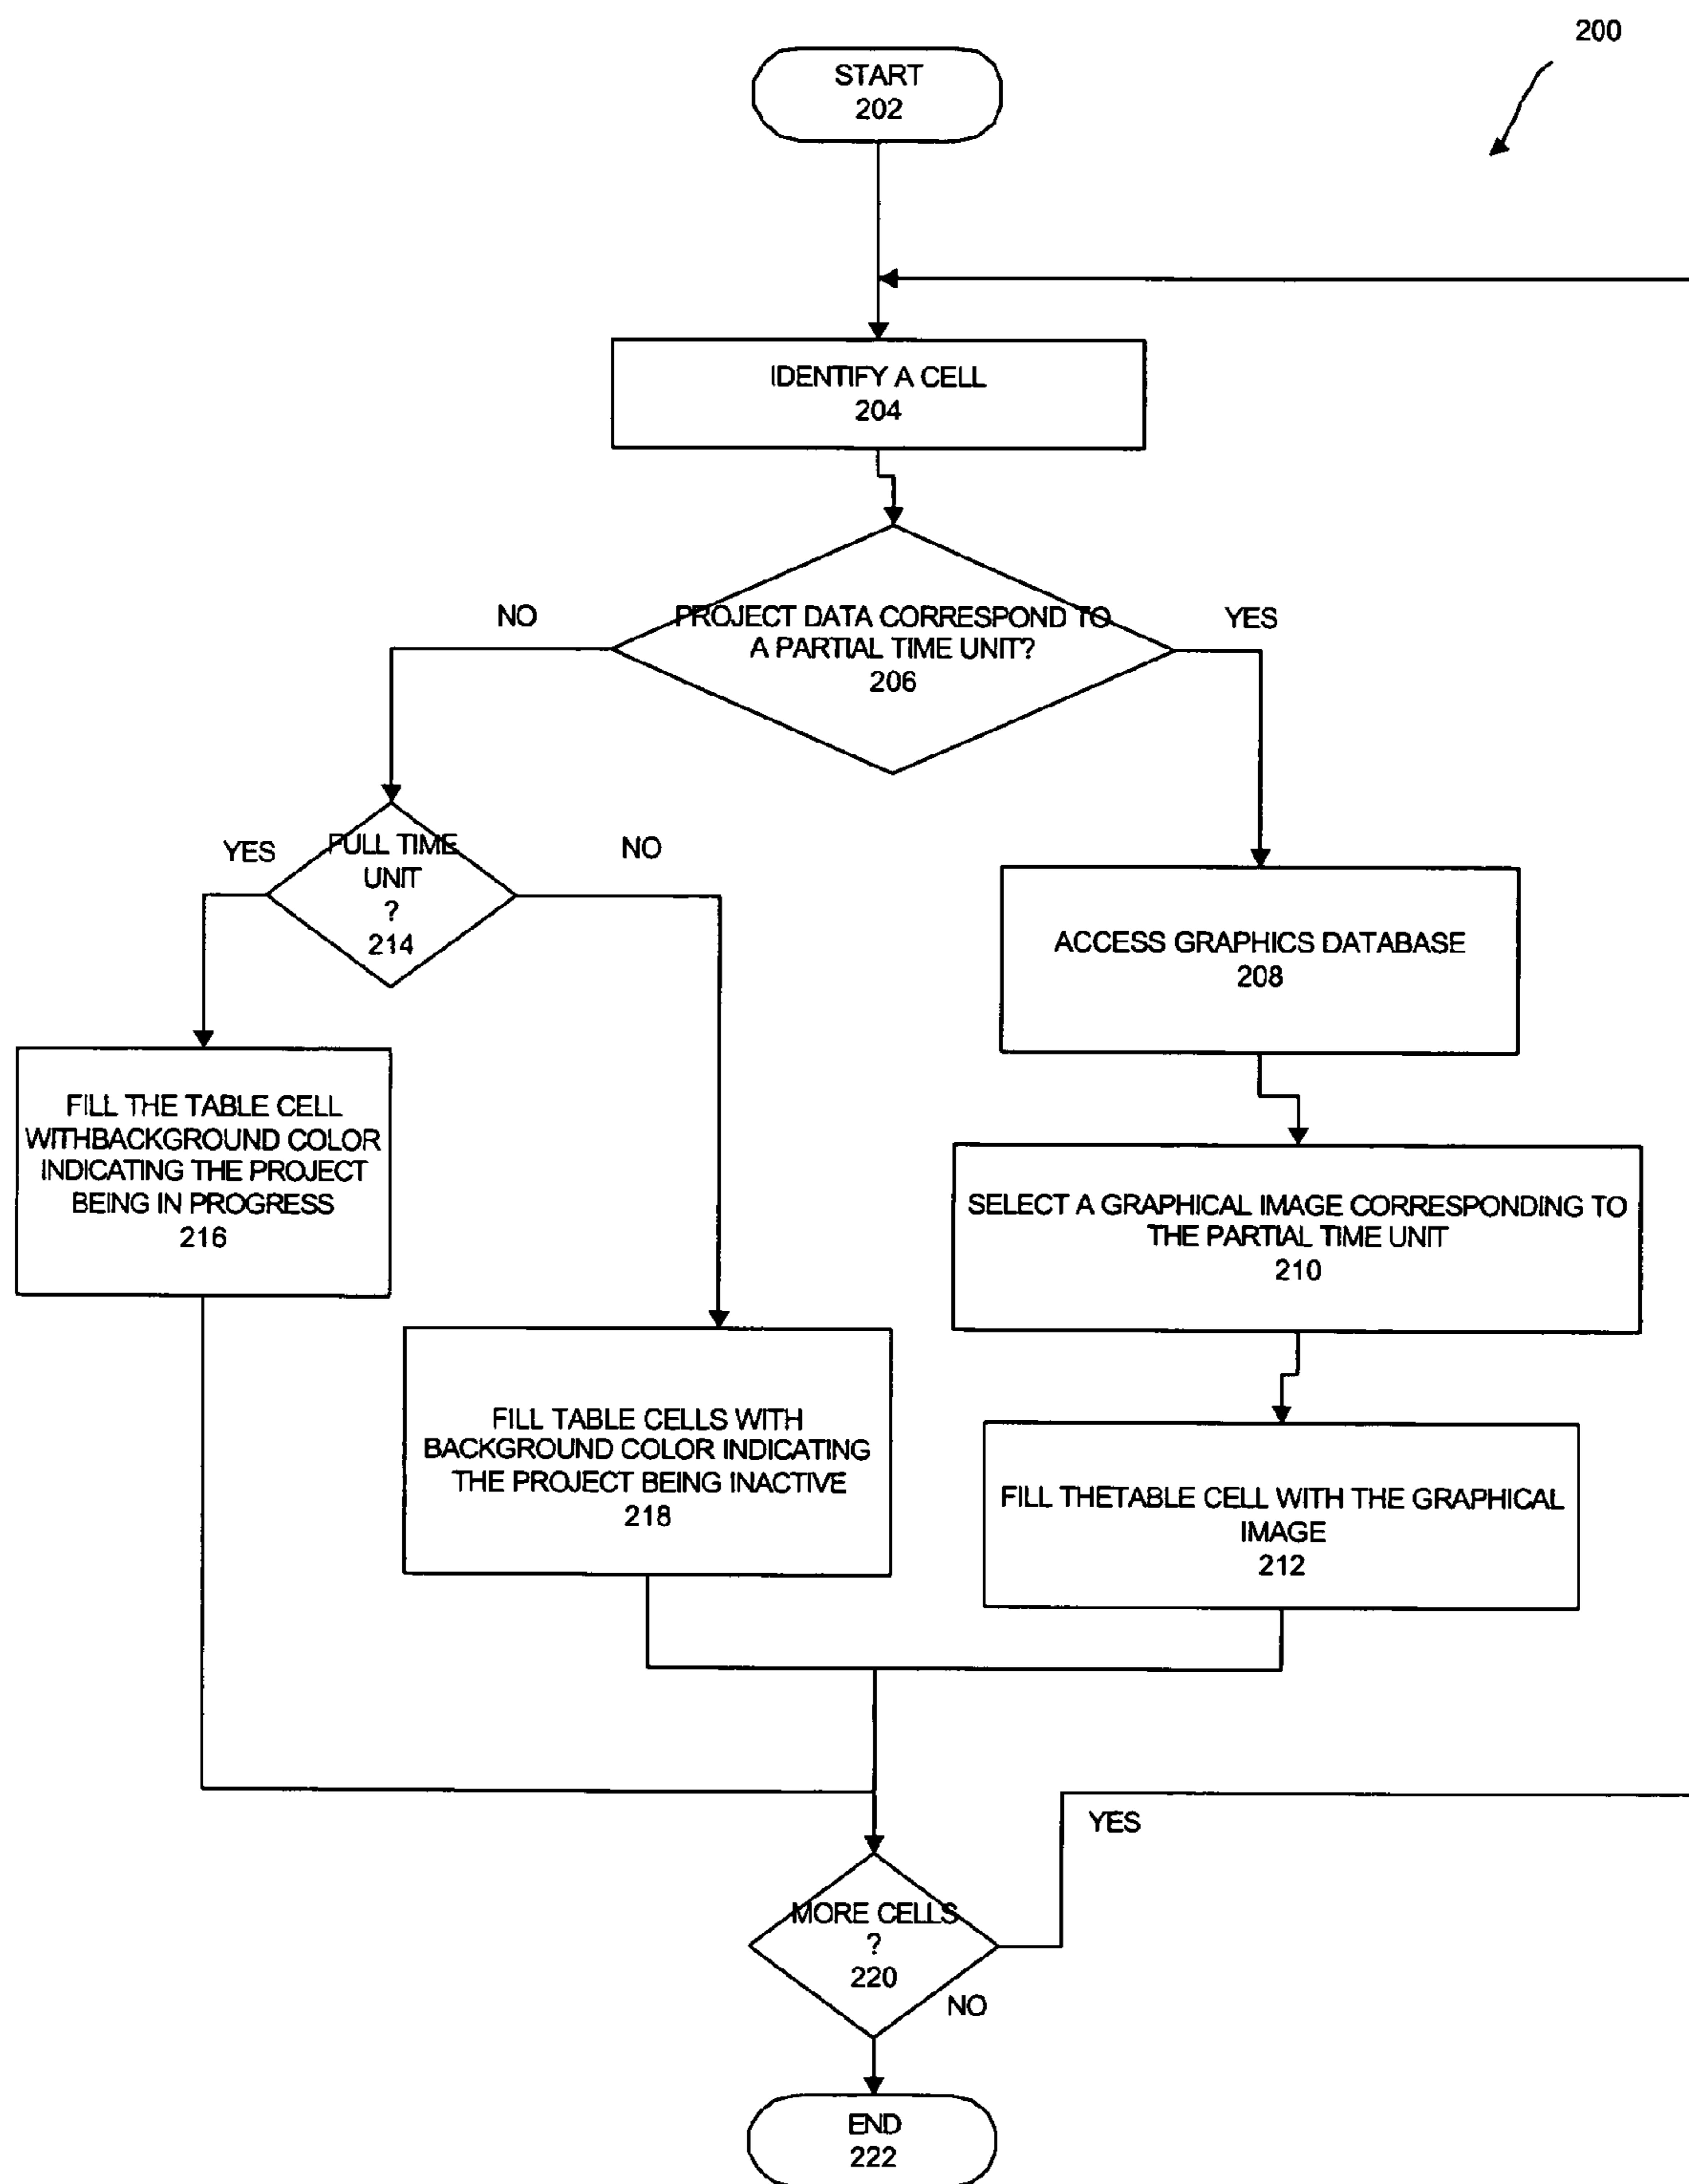 200
START
202
IDENTIFY A CELL
204
PROJECT DATA CORRESPOND TO
A PARTIAL TIME UNIT?
206
NO
YES
FULL TIME
UNIT
?
214
YES
NO
ACCESS GRAPHICS DATABASE
208
FILL THE TABLE CELL
WITHBACKGROUND COLOR
INDICATING THE PROJECT
BEING IN PROGRESS
216
SELECT A GRAPHICAL IMAGE CORRESPONDING TO
THE PARTIAL TIME UNIT
210
FILL TABLE CELLS WITH
BACKGROUND COLOR INDICATING
THE PROJECT BEING INACTIVE
218
FILL THETABLE CELL WITH THE GRAPHICAL
IMAGE
212
YES
MORE CELLS
?
220
NO
END
222